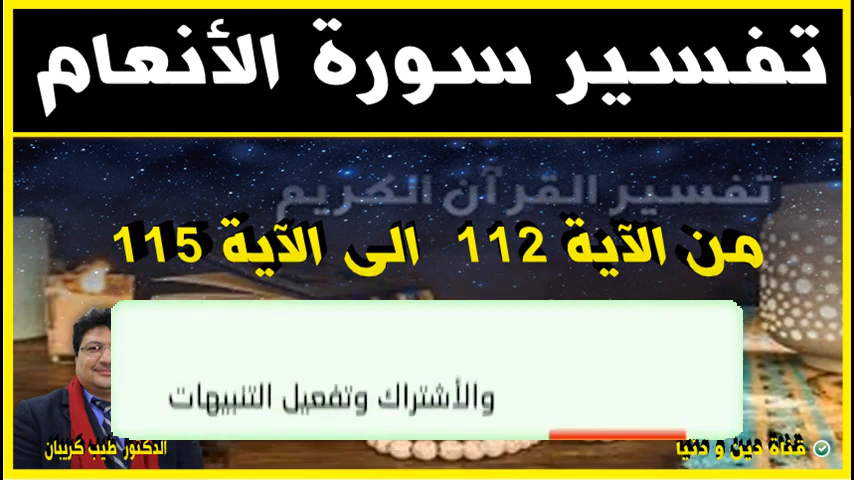 تفسير سورة الأنعام
تفسير القرآن الكريم
من الآية 112 الى الآية 115
والأشتراك وتفعيل التنبيهات
الدكتور طيب كريبان
قناة دين و دنيا